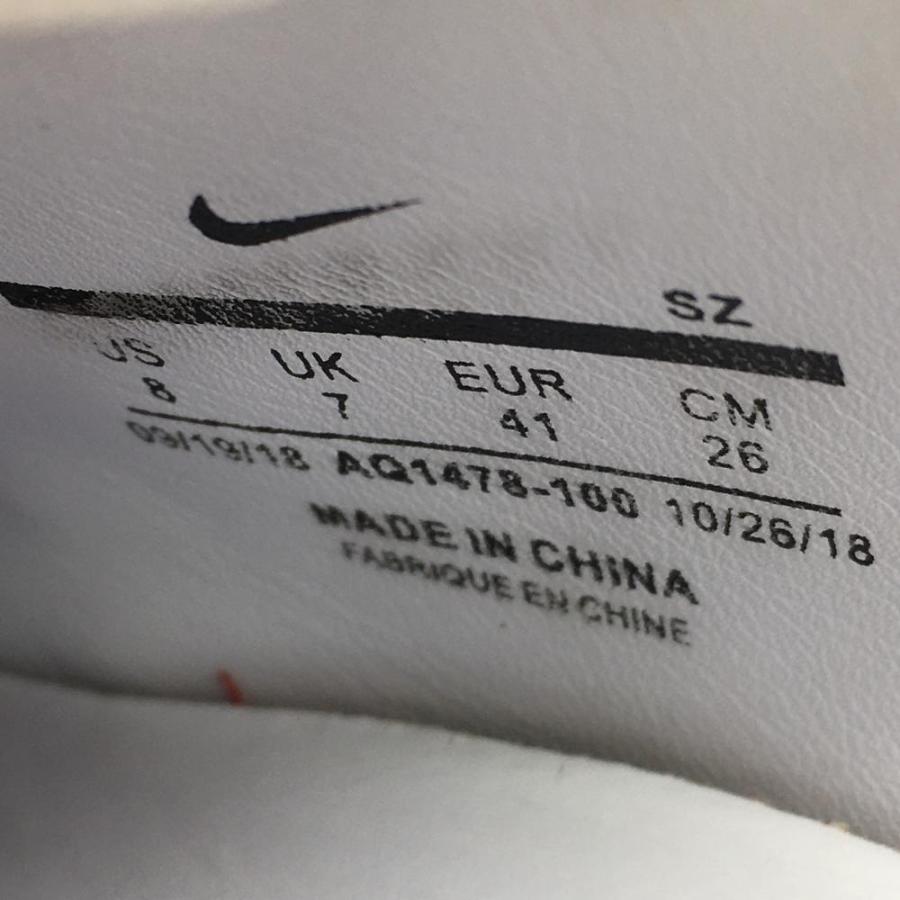 SZ
US UK EUR CM
8 7 41 26
09/19/18 AQ1478-100 10/26/18
MADE IN CHINA
FABRIQUE EN CHINE